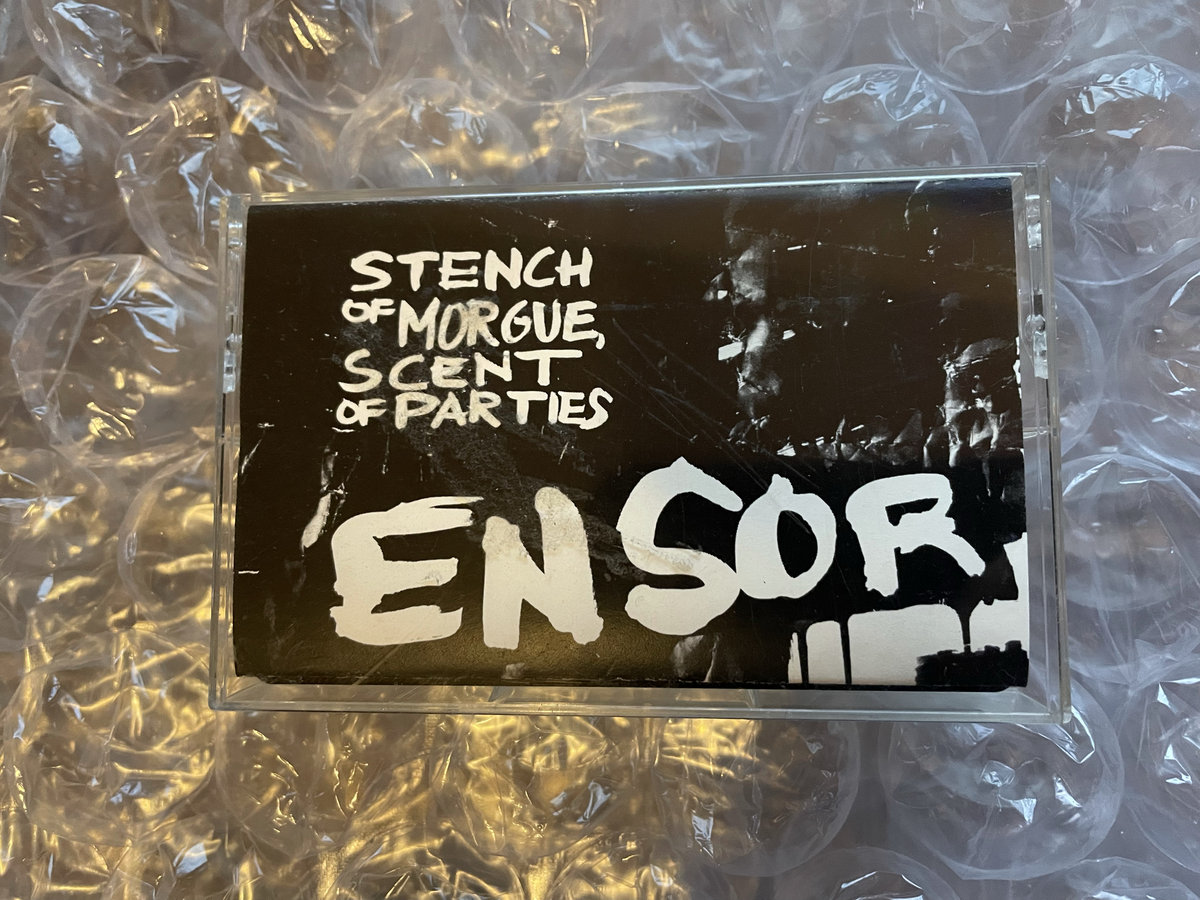 STENCH
OF MORGUE,
SCENT
OF PARTIES
ENSOR